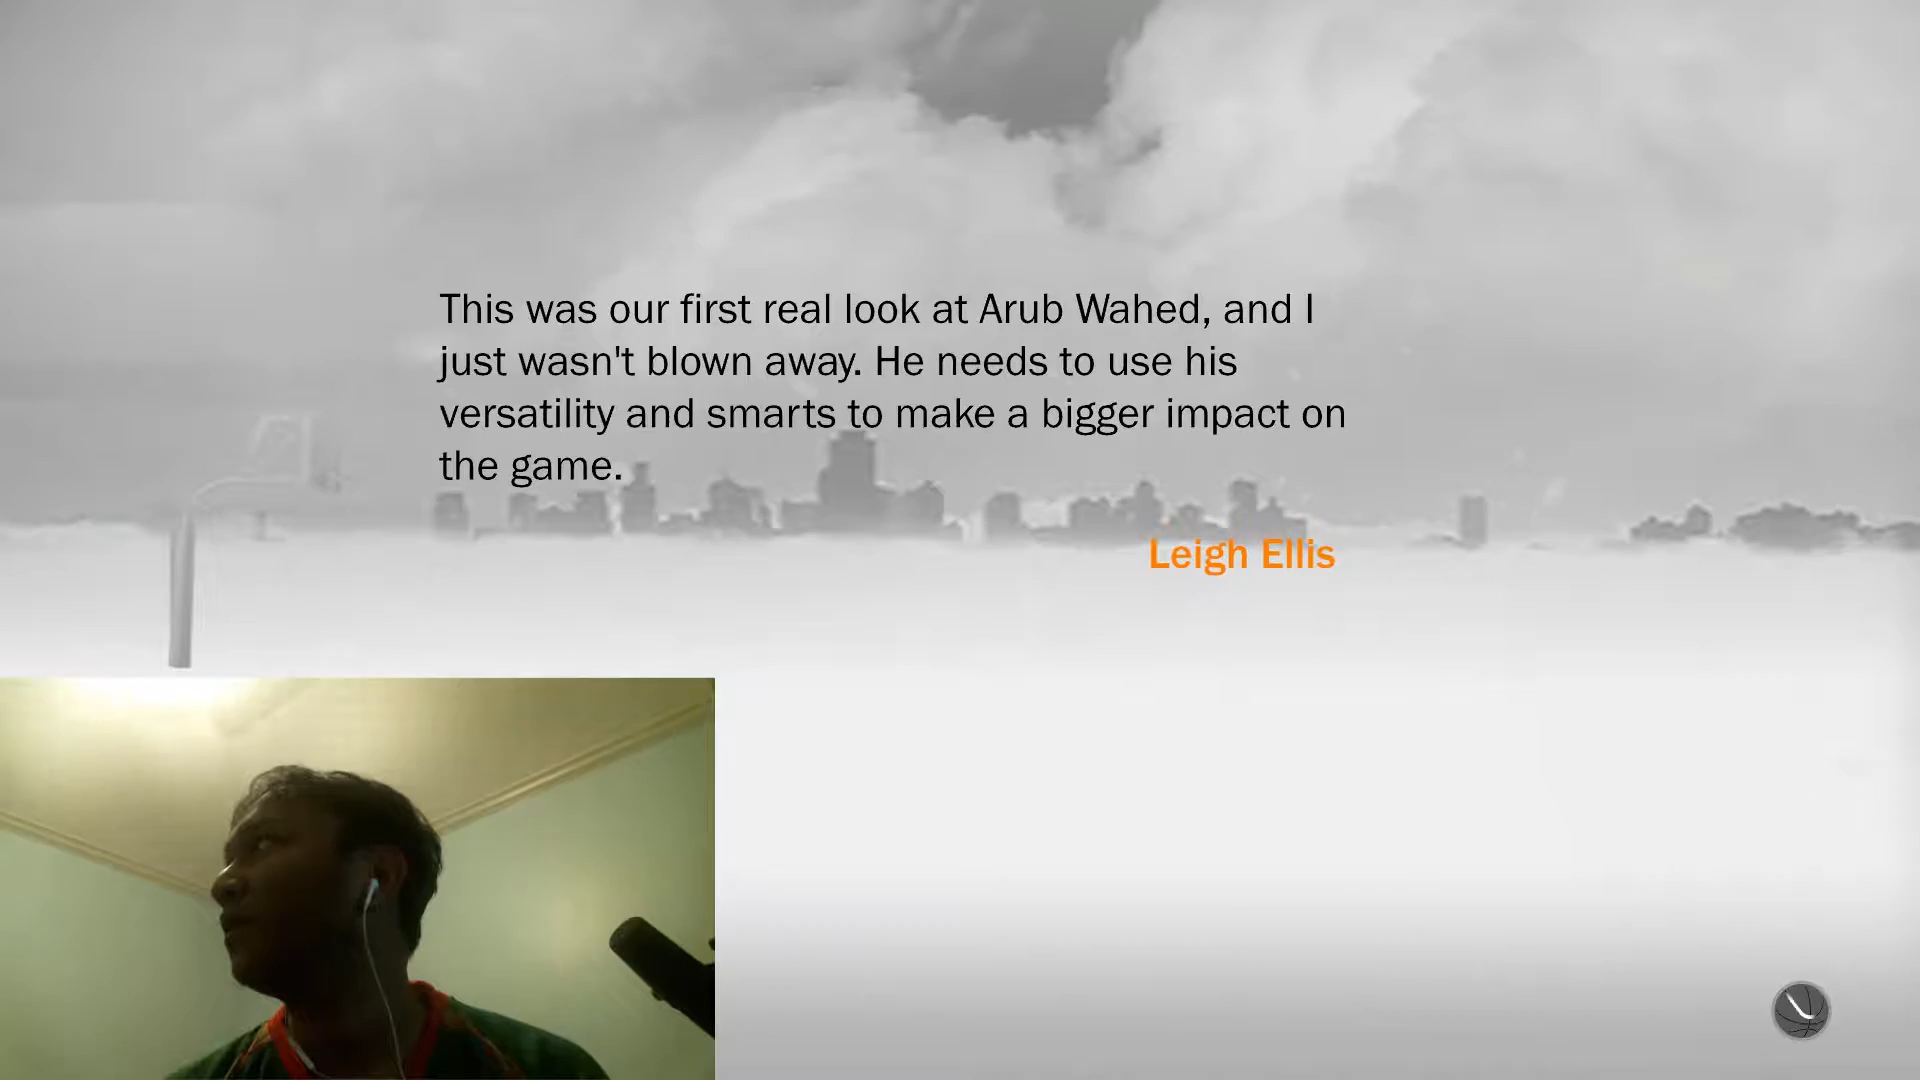 This was our first real look at Arub Wahed, and I
just wasn't blown away. He needs to use his
versatility and smarts to make a bigger impact on
the game.
Leigh Ellis